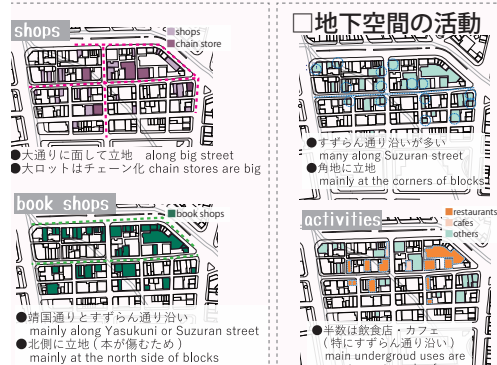 shops
shops
chain store
●大通りに面して立地 along big street
●大ロットはチェーン化 chain stores are big
book shops
book shops
●靖国通りとすずらん通り沿い
mainly along Yasukuni or Suzuran street
●北側に立地(本が傷むため)
mainly at the north side of blocks
□地下空間の活動
●すずらん通り沿いが多い
many along Suzuran street
●角地に立地
mainly at the corners of blocks
activities
restaurants
cafes
others
●半数は飲食店・カフェ
(特にすずらん通り沿い)
main undergroud uses are